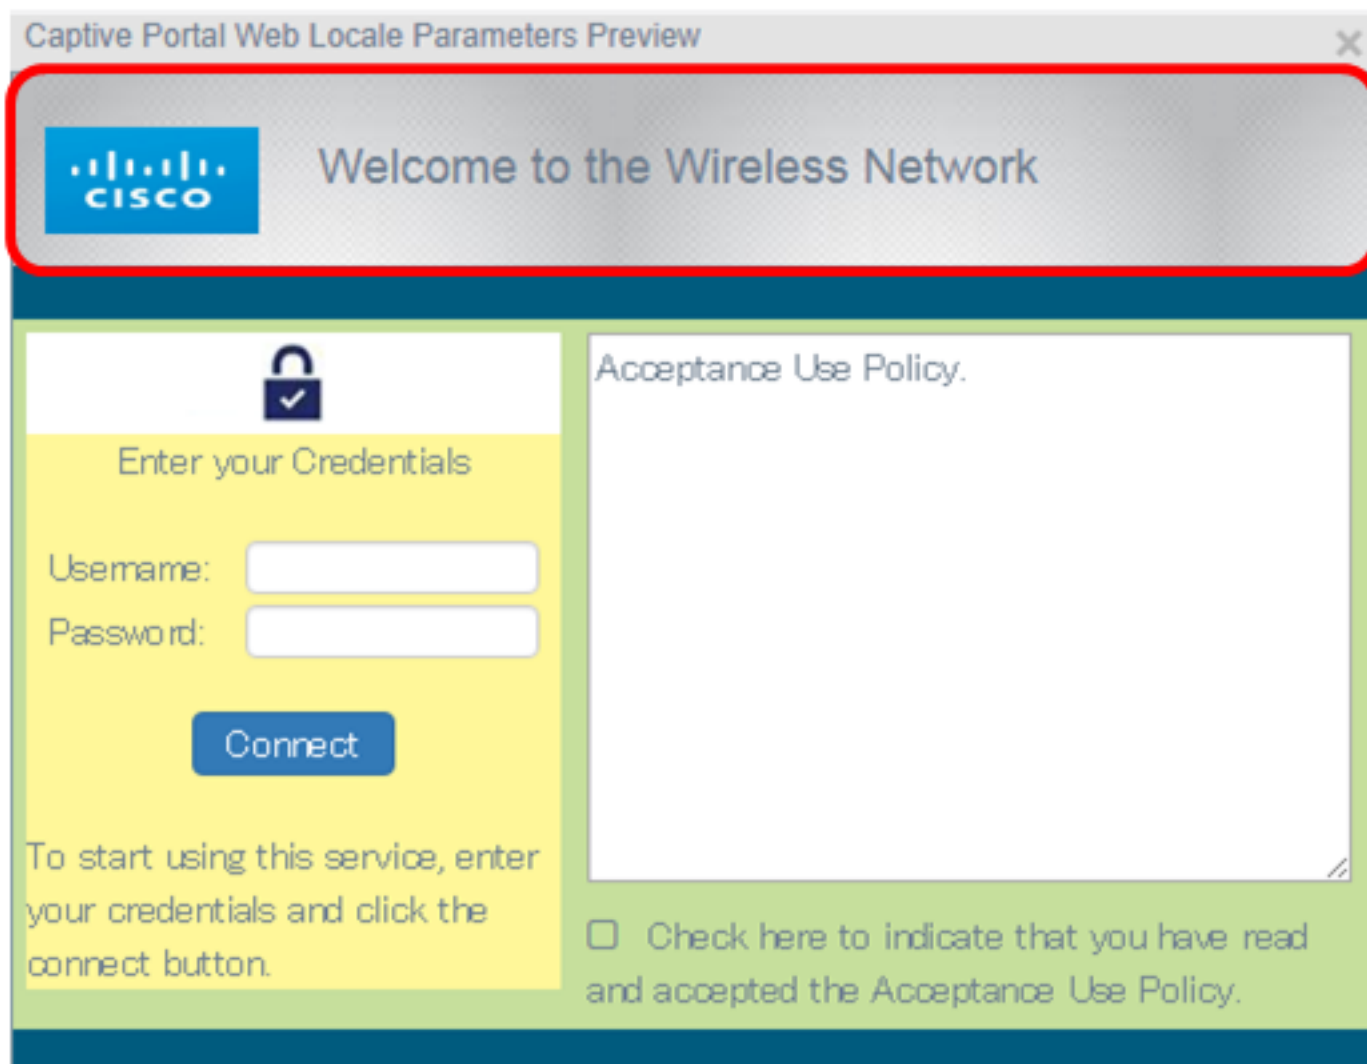 Captive Portal Web Locale Parameters Preview
CISCO
Welcome to the Wireless Network
Enter your Credentials
Username:
Password:
Connect
To start using this service, enter
your credentials and click the
connect button.
Acceptance Use Policy.
Check here to indicate that you have read
and accepted the Acceptance Use Policy.